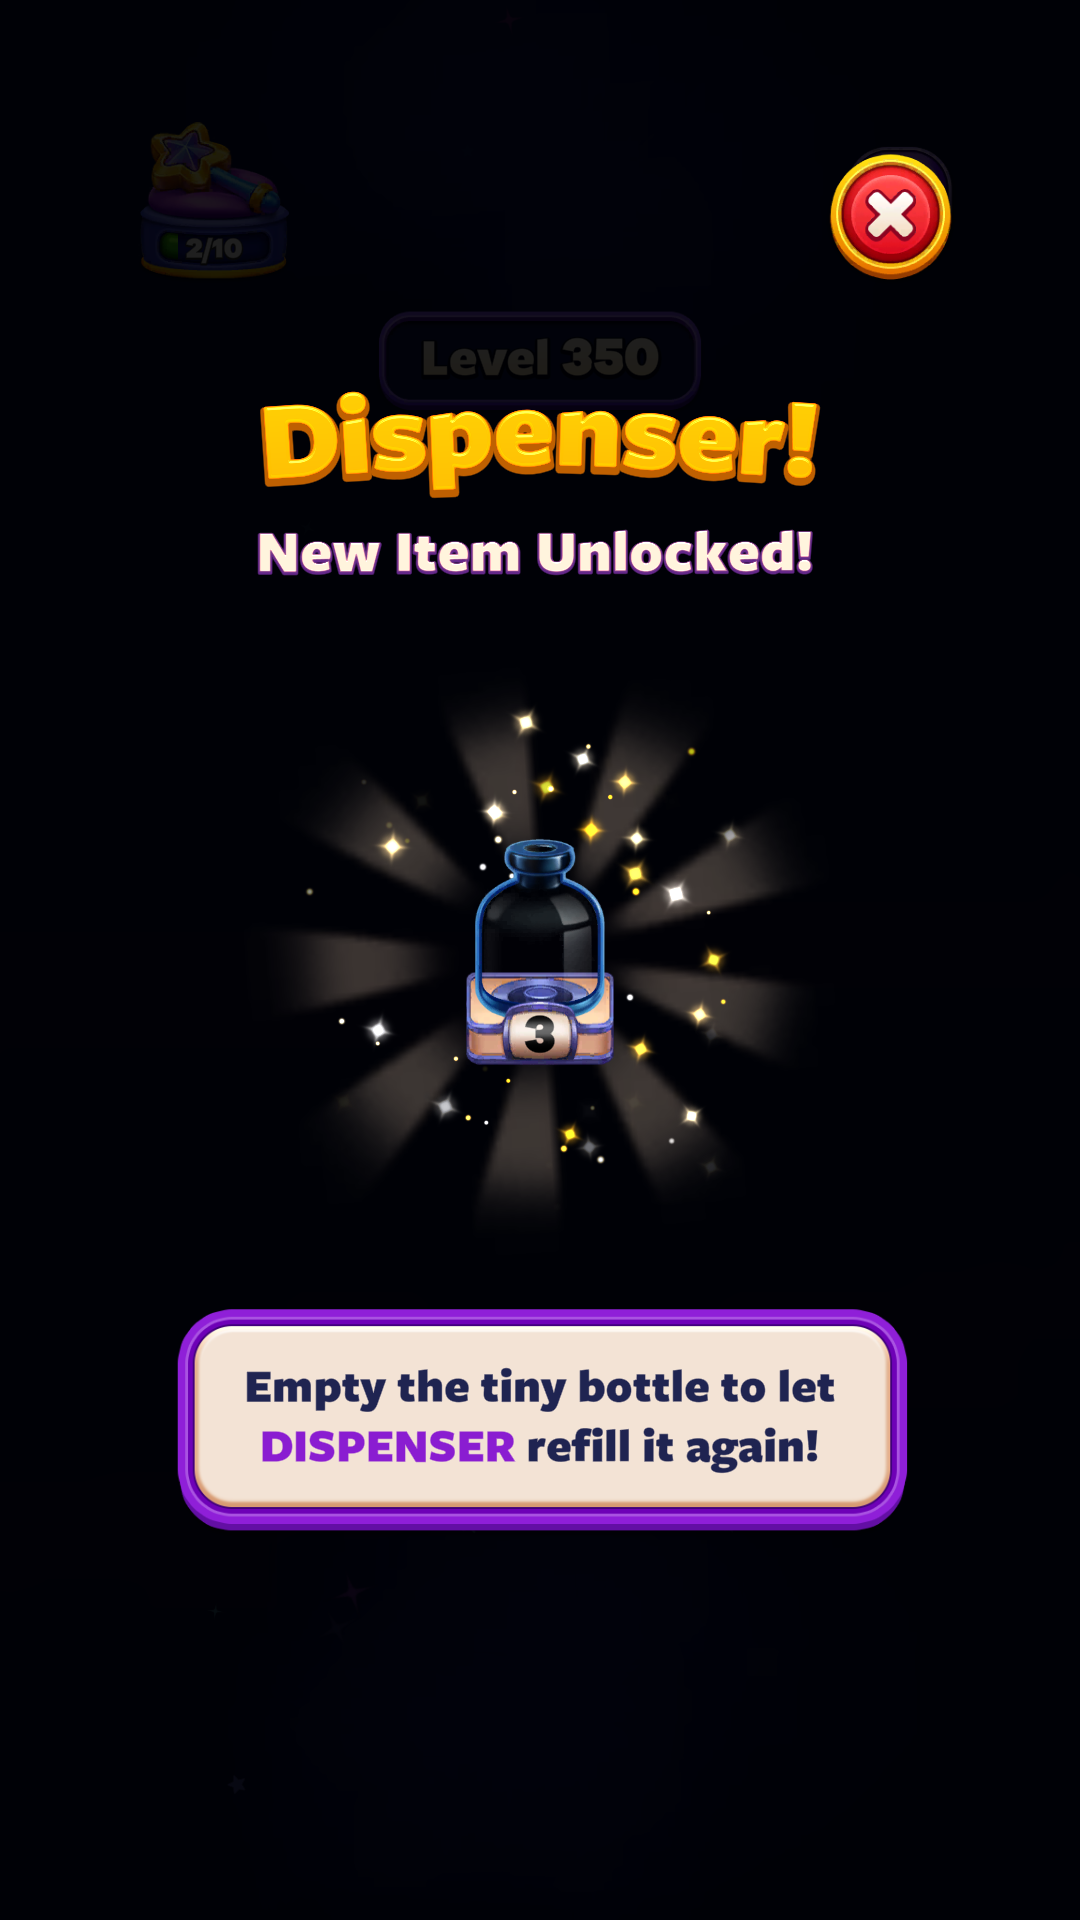 2/10
Level 350
Dispenser!
New Item Unlocked!
3
Empty the tiny bottle to let
DISPENSER refill it again!